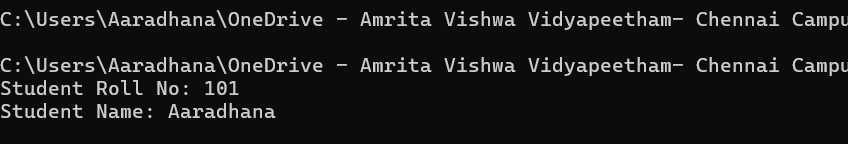 C:\Users\Aaradhana\OneDrive - Amrita Vishwa Vidyapeetham- Chennai Campu
C:\Users\Aaradhana\OneDrive - Amrita Vishwa Vidyapeetham- Chennai Campu
Student Roll No: 101
Student Name: Aaradhana